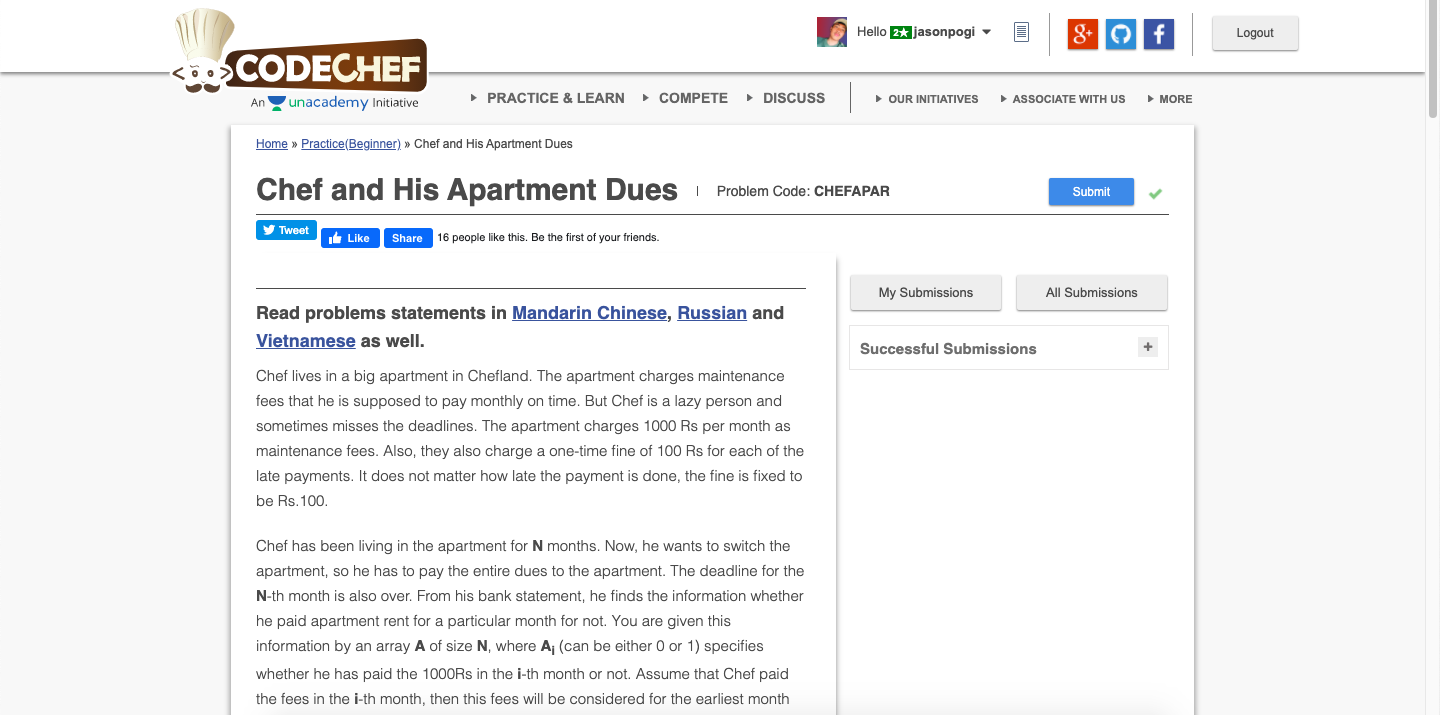 Hello 2★ jasonpogi
Logout
CODECHEF
An unacademy Initiative
PRACTICE & LEARN COMPETE DISCUSS OUR INITIATIVES ASSOCIATE WITH US MORE
Home » Practice(Beginner) » Chef and His Apartment Dues
Chef and His Apartment Dues | Problem Code: CHEFAPAR Submit
Tweet Like Share 16 people like this. Be the first of your friends.
My Submissions All Submissions
Successful Submissions +
Read problems statements in Mandarin Chinese, Russian and
Vietnamese as well.
Chef lives in a big apartment in Chefland. The apartment charges maintenance
fees that he is supposed to pay monthly on time. But Chef is a lazy person and
sometimes misses the deadlines. The apartment charges 1000 Rs per month as
maintenance fees. Also, they also charge a one-time fine of 100 Rs for each of the
late payments. It does not matter how late the payment is done, the fine is fixed to
be Rs.100.
Chef has been living in the apartment for N months. Now, he wants to switch the
apartment, so he has to pay the entire dues to the apartment. The deadline for the
N-th month is also over. From his bank statement, he finds the information whether
he paid apartment rent for a particular month for not. You are given this
information by an array A of size N, where Ai (can be either 0 or 1) specifies
whether he has paid the 1000Rs in the i-th month or not. Assume that Chef paid
the fees in the i-th month, then this fees will be considered for the earliest month